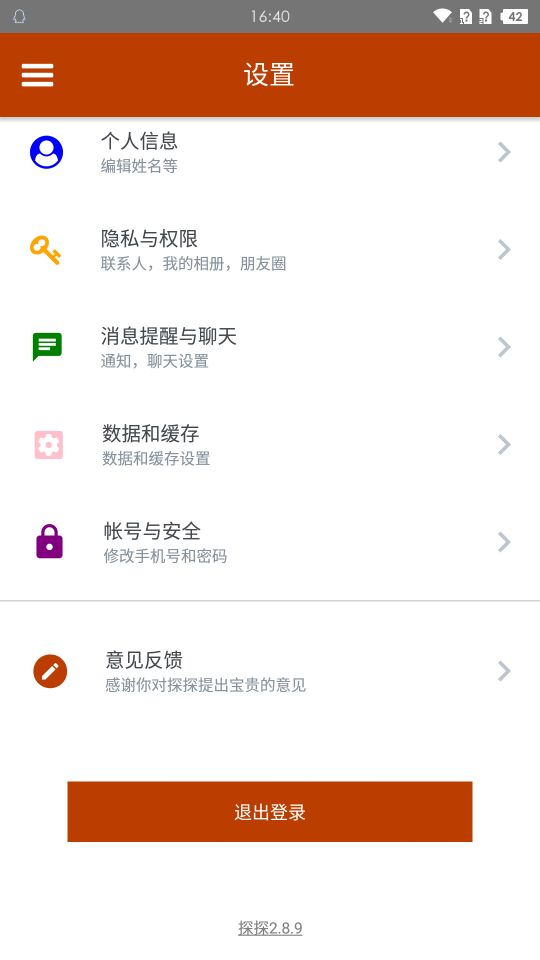 16:40
42
设置
个人信息
编辑姓名等
隐私与权限
联系人，我的相册，朋友圈
消息提醒与聊天
通知，聊天设置
数据和缓存
数据和缓存设置
帐号与安全
修改手机号和密码
意见反馈
感谢你对探探提出宝贵的意见
退出登录
探探2.8.9